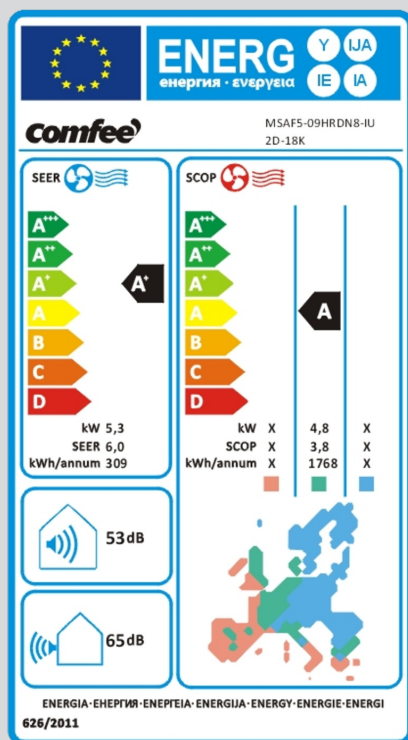 ENERG
енергия · ενεργεια
Y IJA
IE IA
comfee
MSAF5-09HRDN8-IU
2D-18K
SEER
A+++
A++
A+
A
B
C
D
A+
kW 5,3
SEER 6,0
kWh/annum 309
SCOP
A+++
A++
A+
A
B
C
D
A
kW X 4,8 X
SCOP X 3,8 X
kWh/annum X 1768 X
53dB
65dB
ENERGIA·ЕНЕРГИЯ·ΕΝΕΡΓΕΙΑ·ENERGIJA·ENERGY·ENERGIE·ENERGI
626/2011